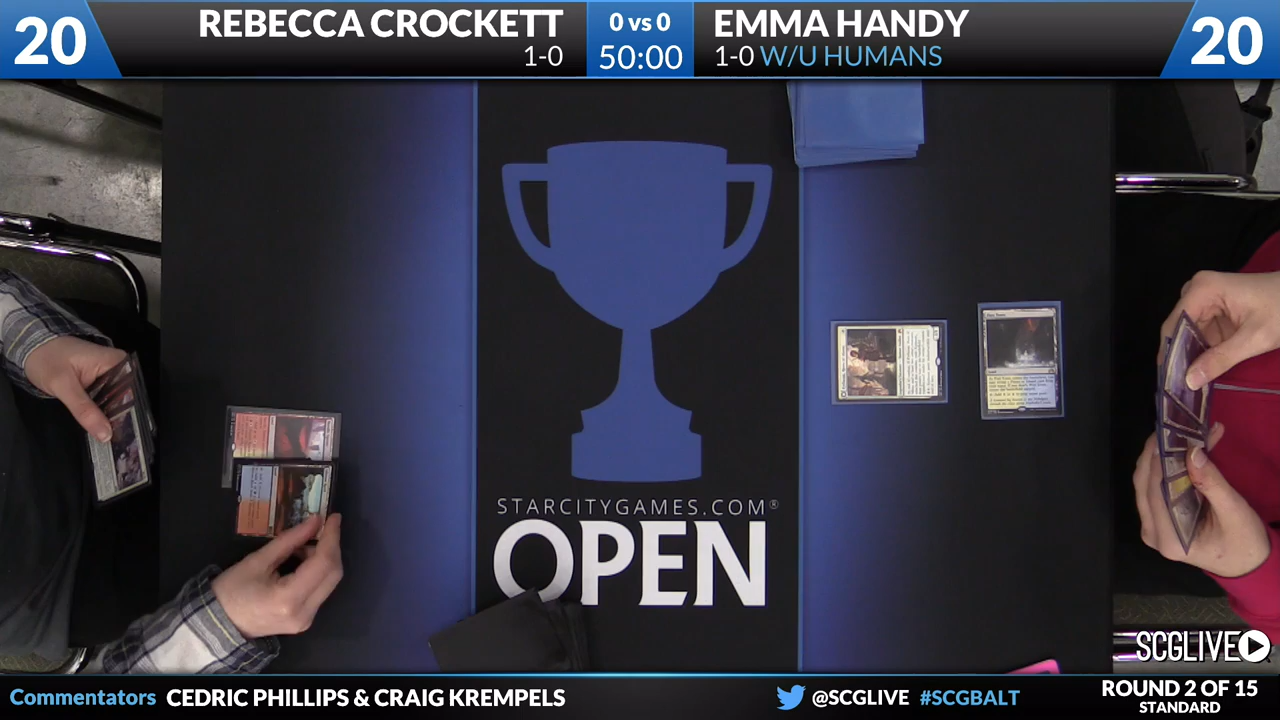 20
REBECCA CROCKETT
1-0
0 vs 0
50:00
EMMA HANDY
1-0 W/U HUMANS
20
STARCITYGAMES.COM®
OPEN
SCGLIVE
Commentators CEDRIC PHILLIPS & CRAIG KREMPELS
@SCGLIVE #SCGBALT
ROUND 2 OF 15
STANDARD